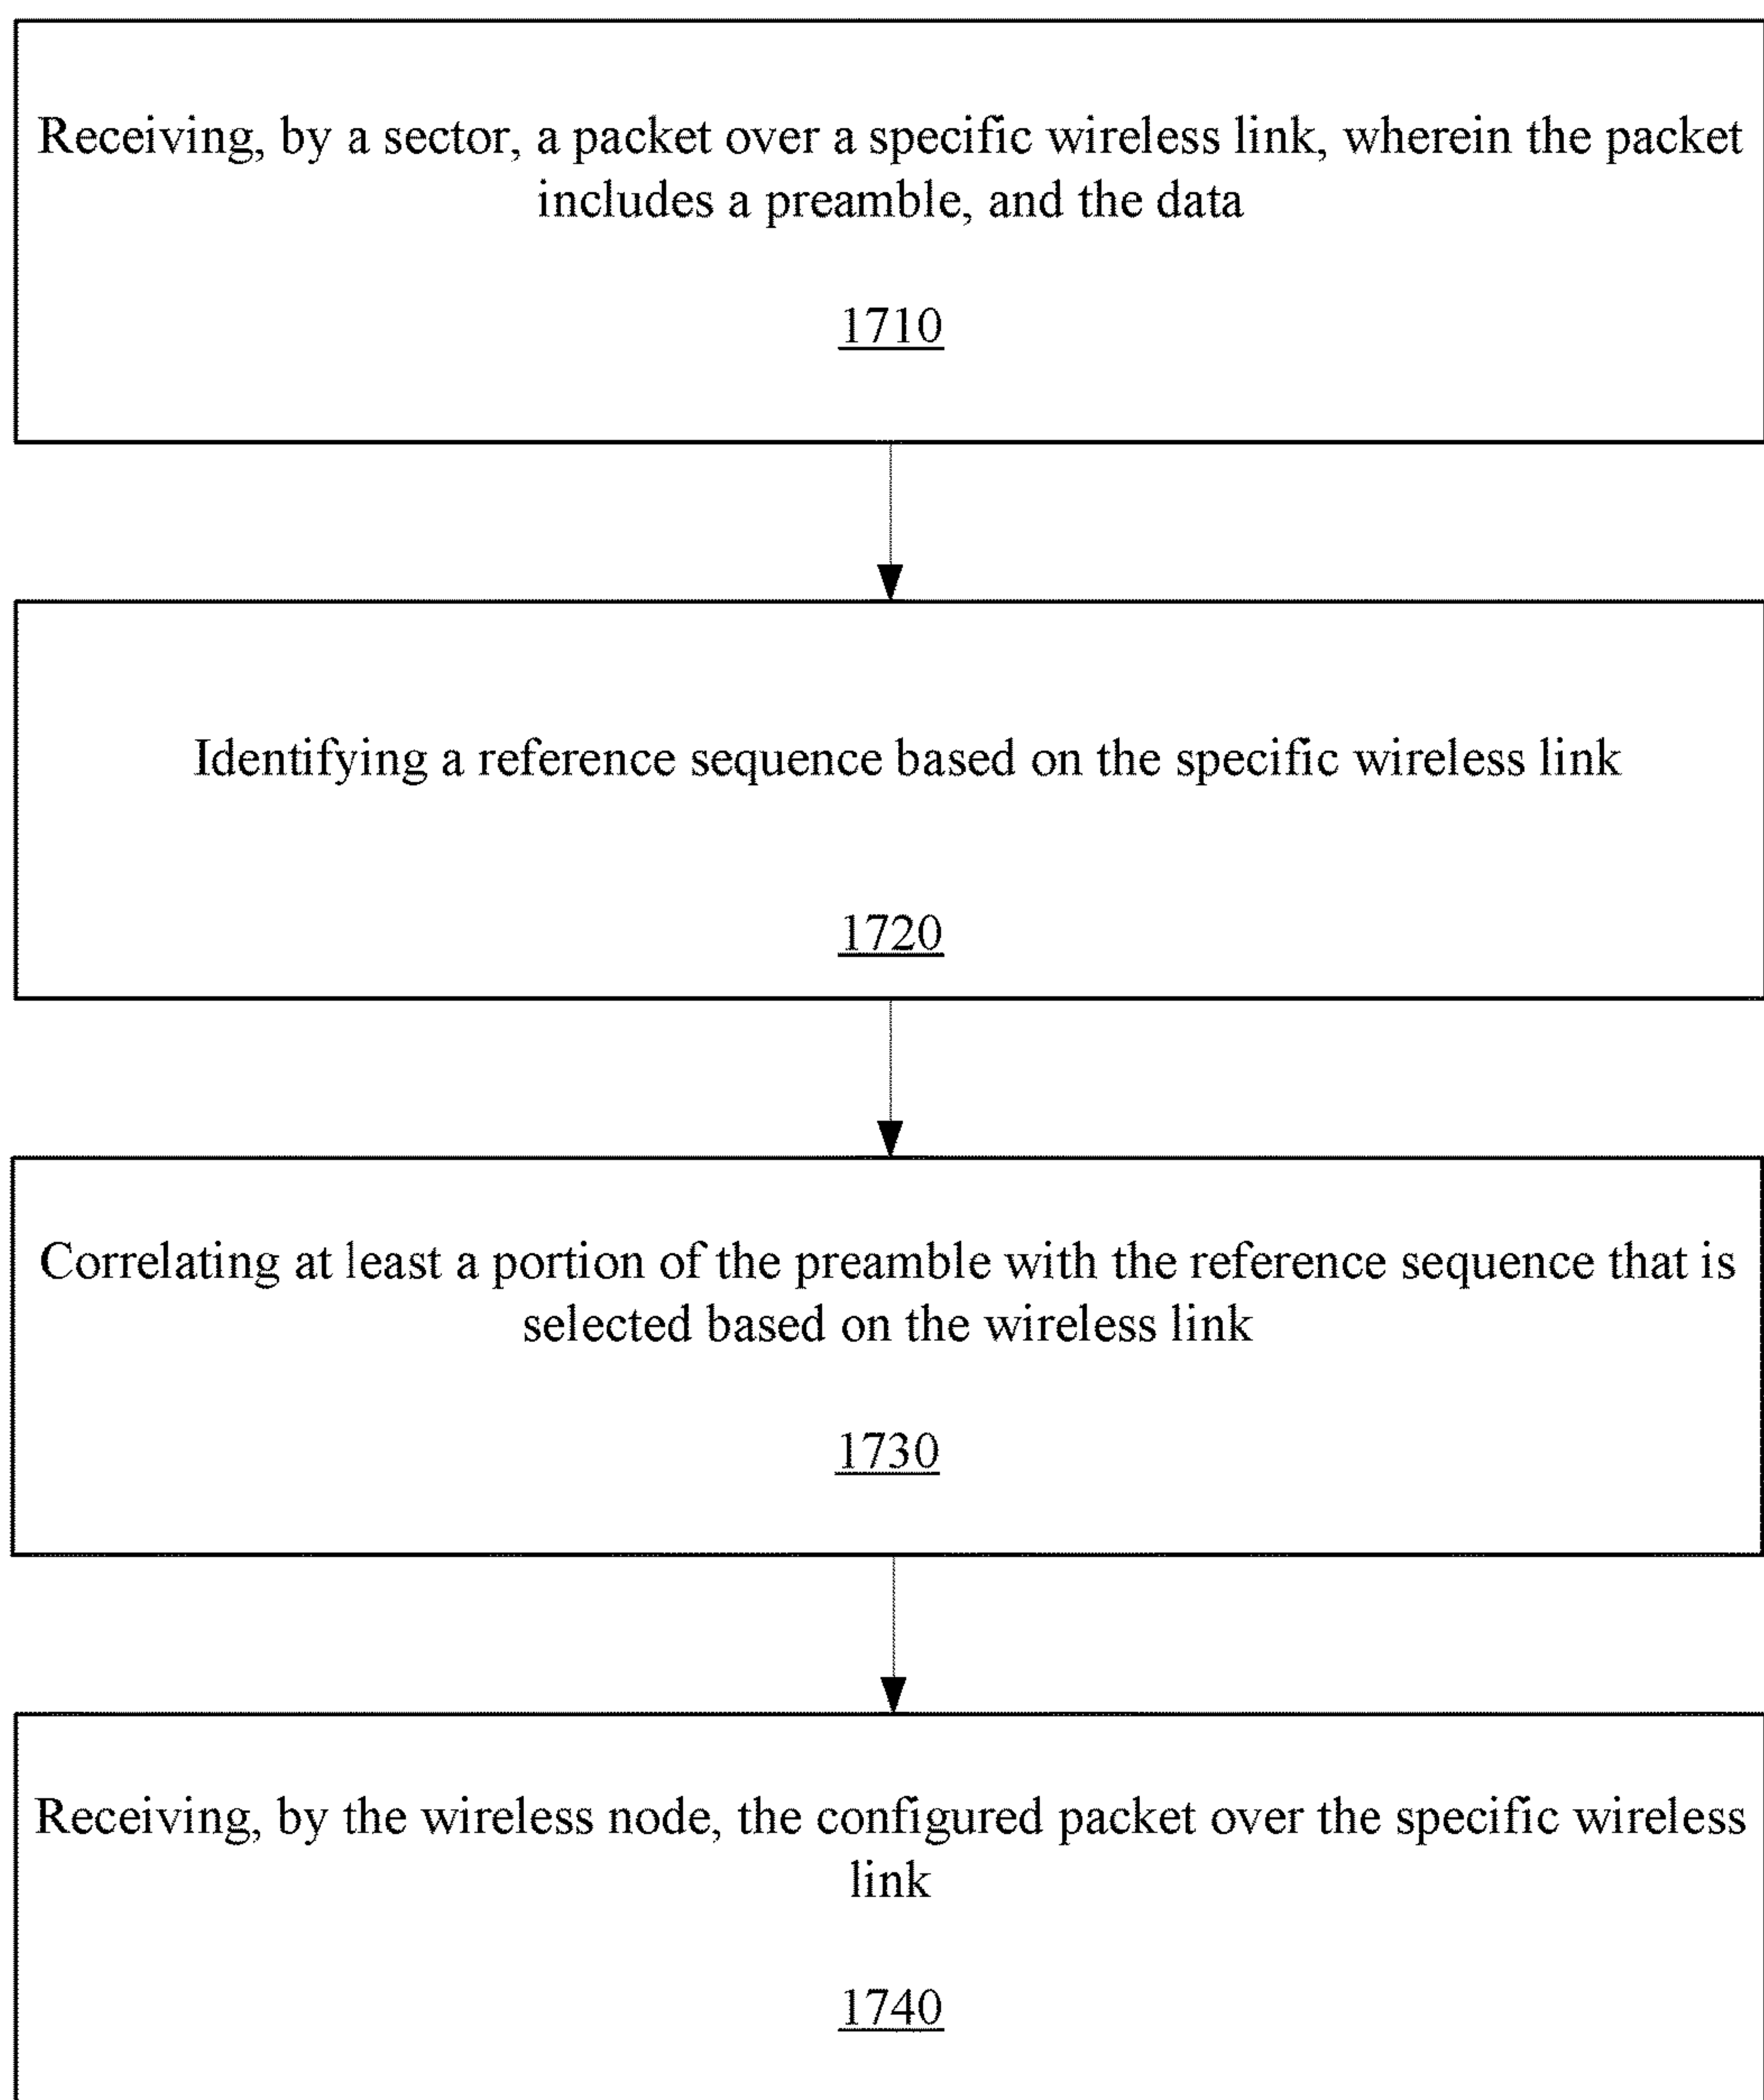 Receiving, by a sector, a packet over a specific wireless link, wherein the packet
includes a preamble, and the data
1710
Identifying a reference sequence based on the specific wireless link
1720
Correlating at least a portion of the preamble with the reference sequence that is
selected based on the wireless link
1730
Receiving, by the wireless node, the configured packet over the specific wireless
link
1740